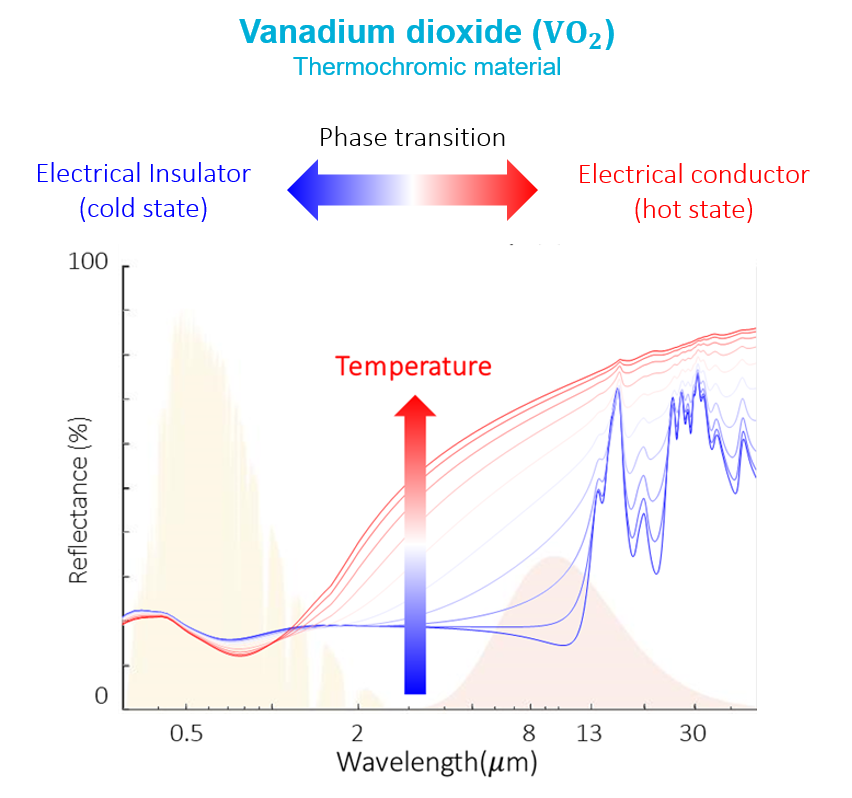 Vanadium dioxide (VO₂)
Thermochromic material
Phase transition
Electrical Insulator
(cold state)
Electrical conductor
(hot state)
100
Temperature
Reflectance (%)
0
0.5 2 8 13 30
Wavelength(μm)